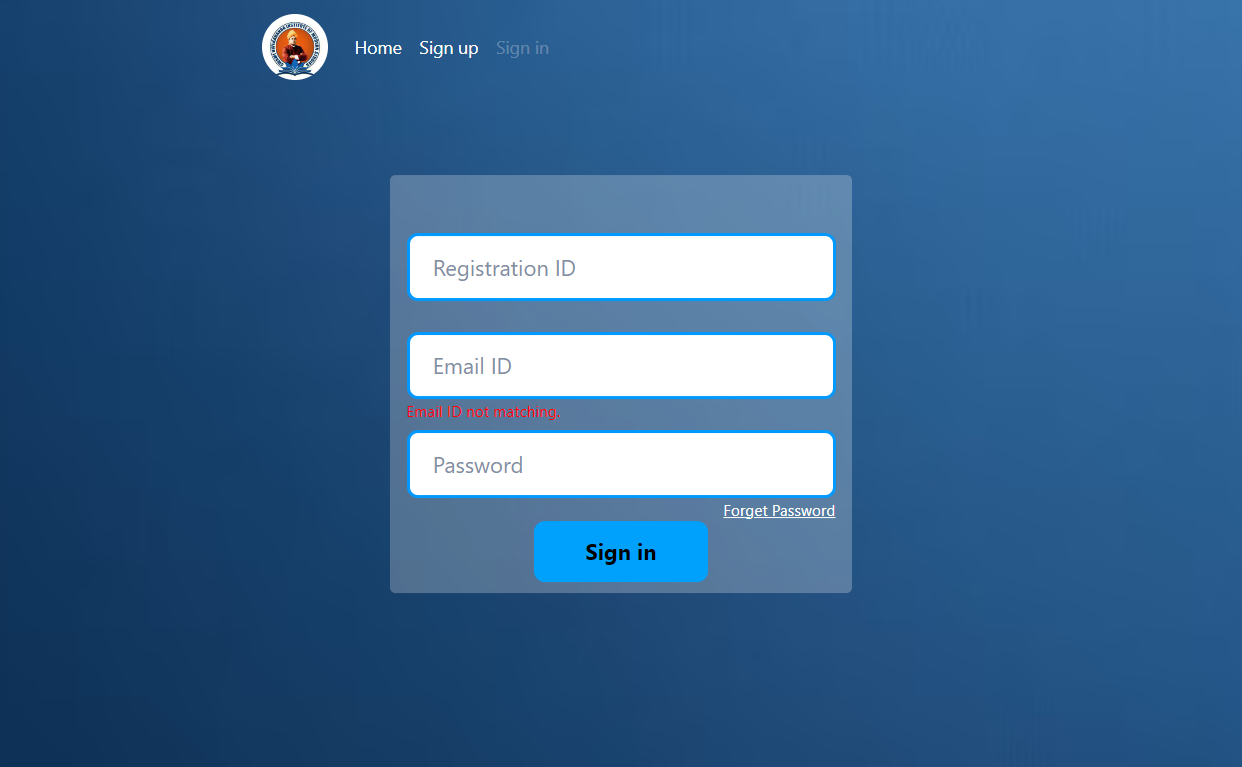 Home Sign up Sign in
Registration ID
Email ID
Email ID not matching.
Password
Forget Password
Sign in